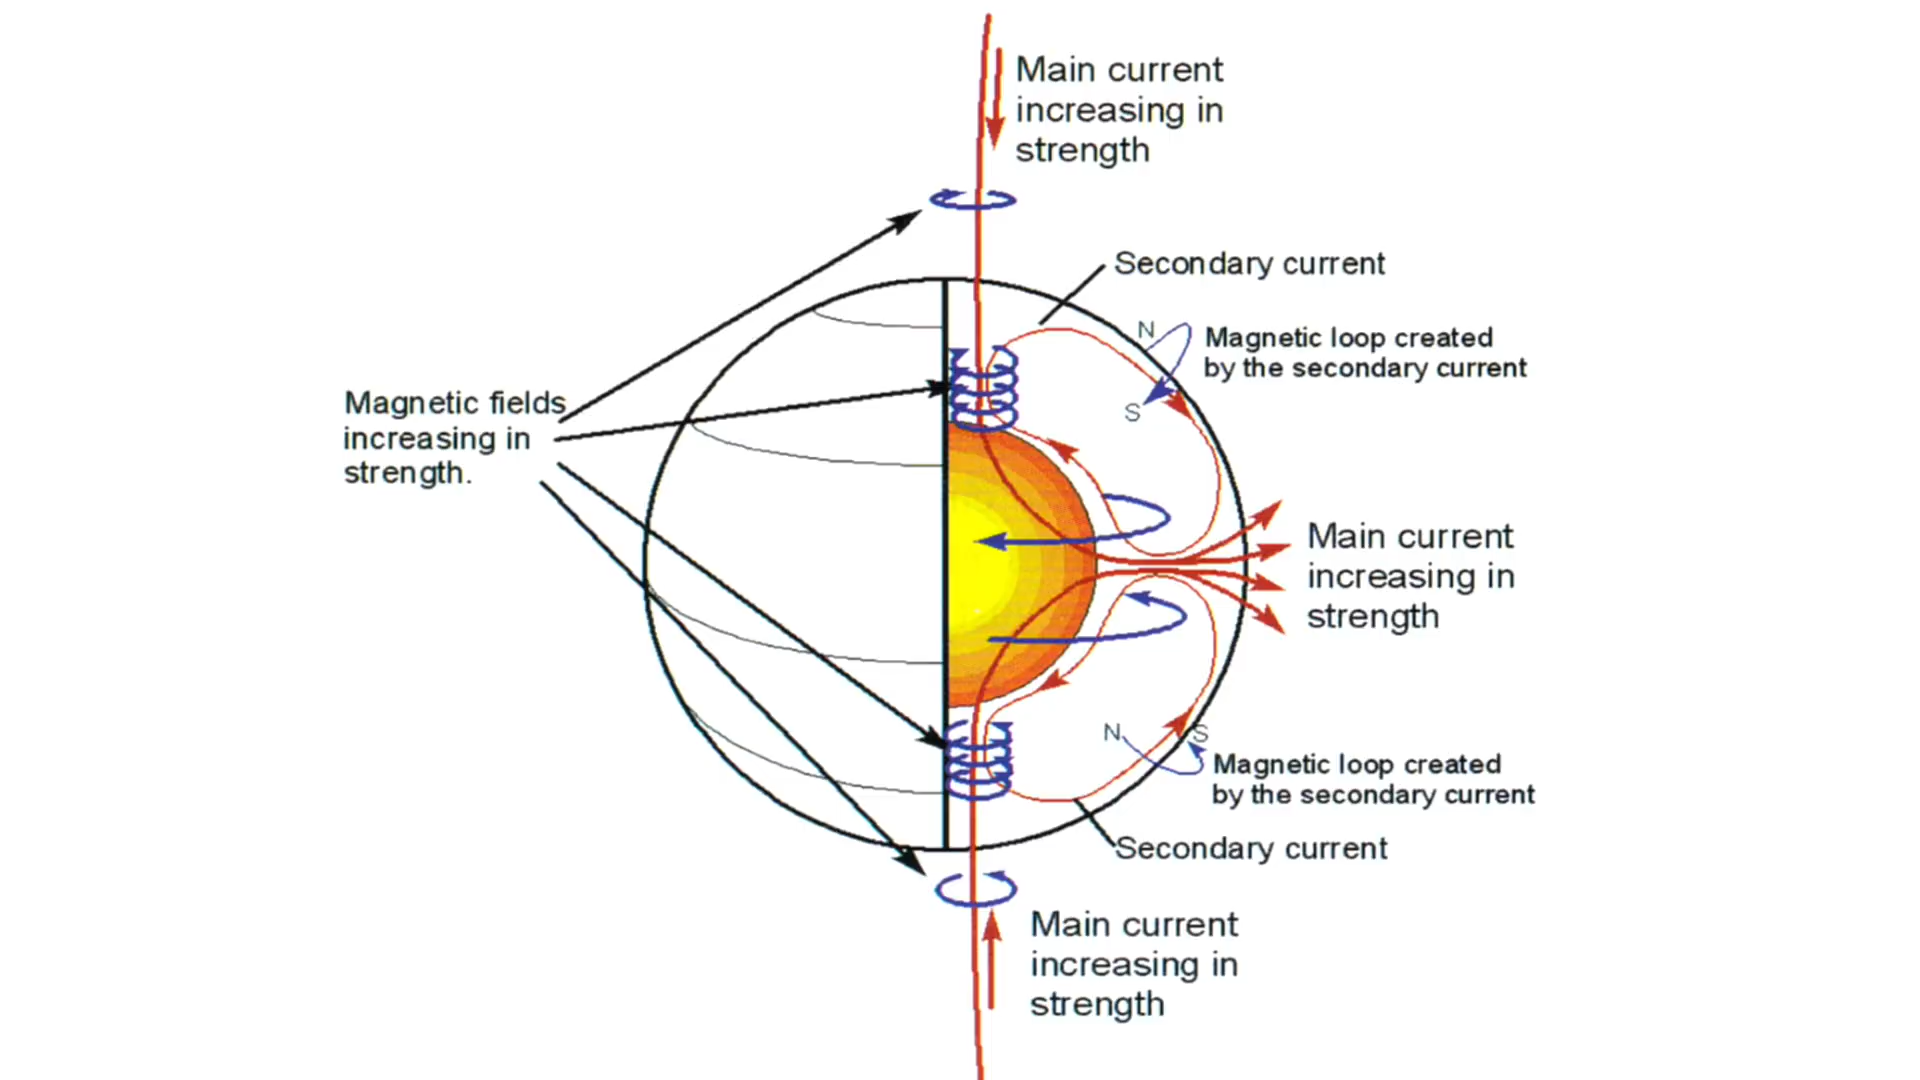 Main current
increasing in
strength
Secondary current
N
Magnetic loop created
by the secondary current
S
Magnetic fields
increasing in
strength.
Main current
increasing in
strength
N
S
Magnetic loop created
by the secondary current
Secondary current
Main current
increasing in
strength